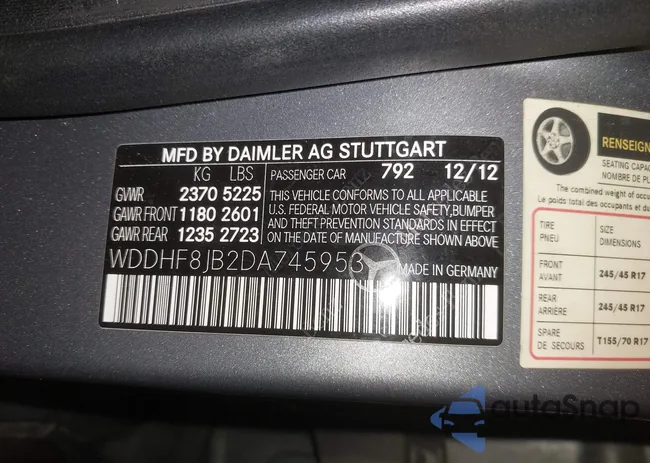 MFD BY DAIMLER AG STUTTGART
KG LBS
GVWR 2370 5225
GAWR FRONT 1180 2601
GAWR REAR 1235 2723
PASSENGER CAR 792 12/12
THIS VEHICLE CONFORMS TO ALL APPLICABLE
U.S. FEDERAL MOTOR VEHICLE SAFETY, BUMPER
AND THEFT PREVENTION STANDARDS IN EFFECT
ON THE DATE OF MANUFACTURE SHOWN ABOVE.
WDDHF8JB2DA745953 MADE IN GERMANY
RENSEIGN
SEATING CAPAC
NOMBRE DE PL
The combined weight of occup
Le poids total des occupants et du
TIRE
PNEU
SIZE
DIMENSIONS
FRONT
AVANT
245/45 R17
REAR
ARRIÈRE
245/45 R17
SPARE
DE SECOURS
T155/70 R17
autoSnap